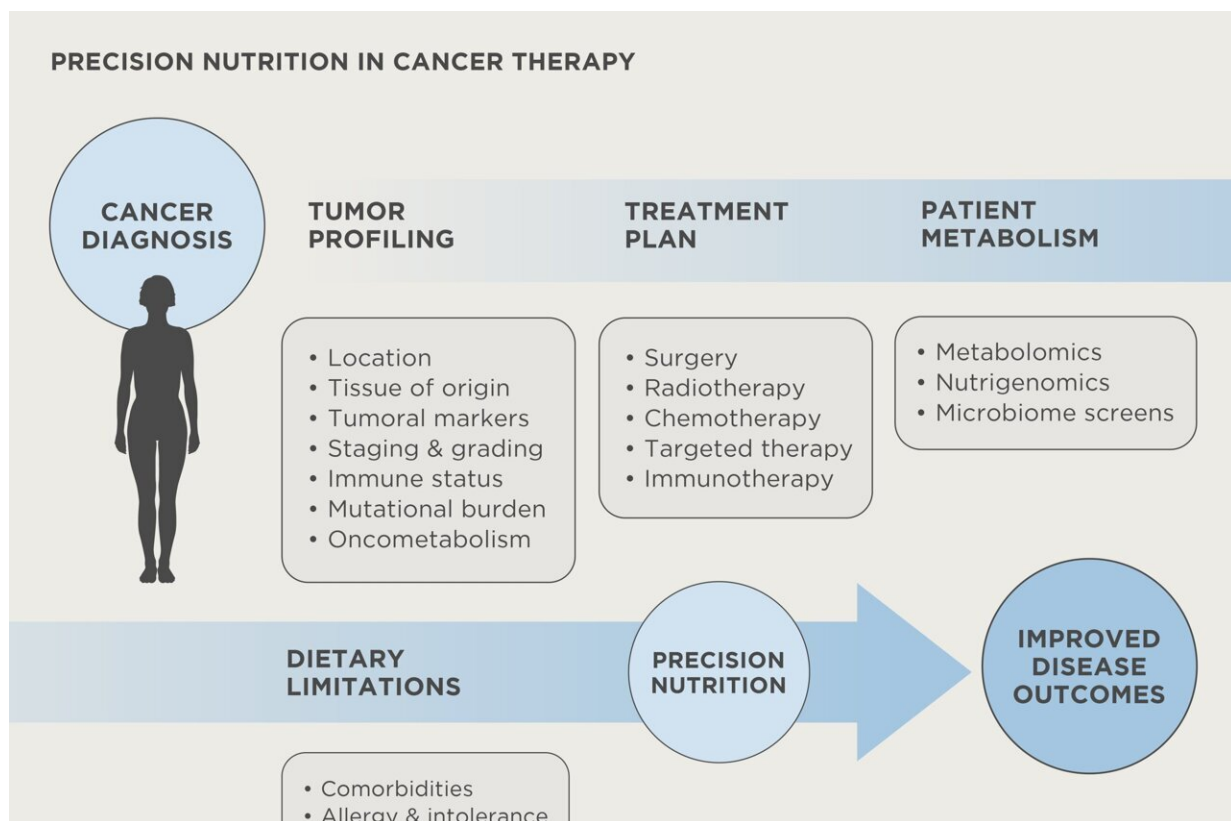 PRECISION NUTRITION IN CANCER THERAPY
CANCER
DIAGNOSIS
TUMOR
PROFILING
TREATMENT
PLAN
PATIENT
METABOLISM
• Location
• Tissue of origin
• Tumoral markers
• Staging & grading
• Immune status
• Mutational burden
• Oncometabolism
• Surgery
• Radiotherapy
• Chemotherapy
• Targeted therapy
• Immunotherapy
• Metabolomics
• Nutrigenomics
• Microbiome screens
DIETARY
LIMITATIONS
PRECISION
NUTRITION
IMPROVED
DISEASE
OUTCOMES
• Comorbidities
• Allergy & intolerance